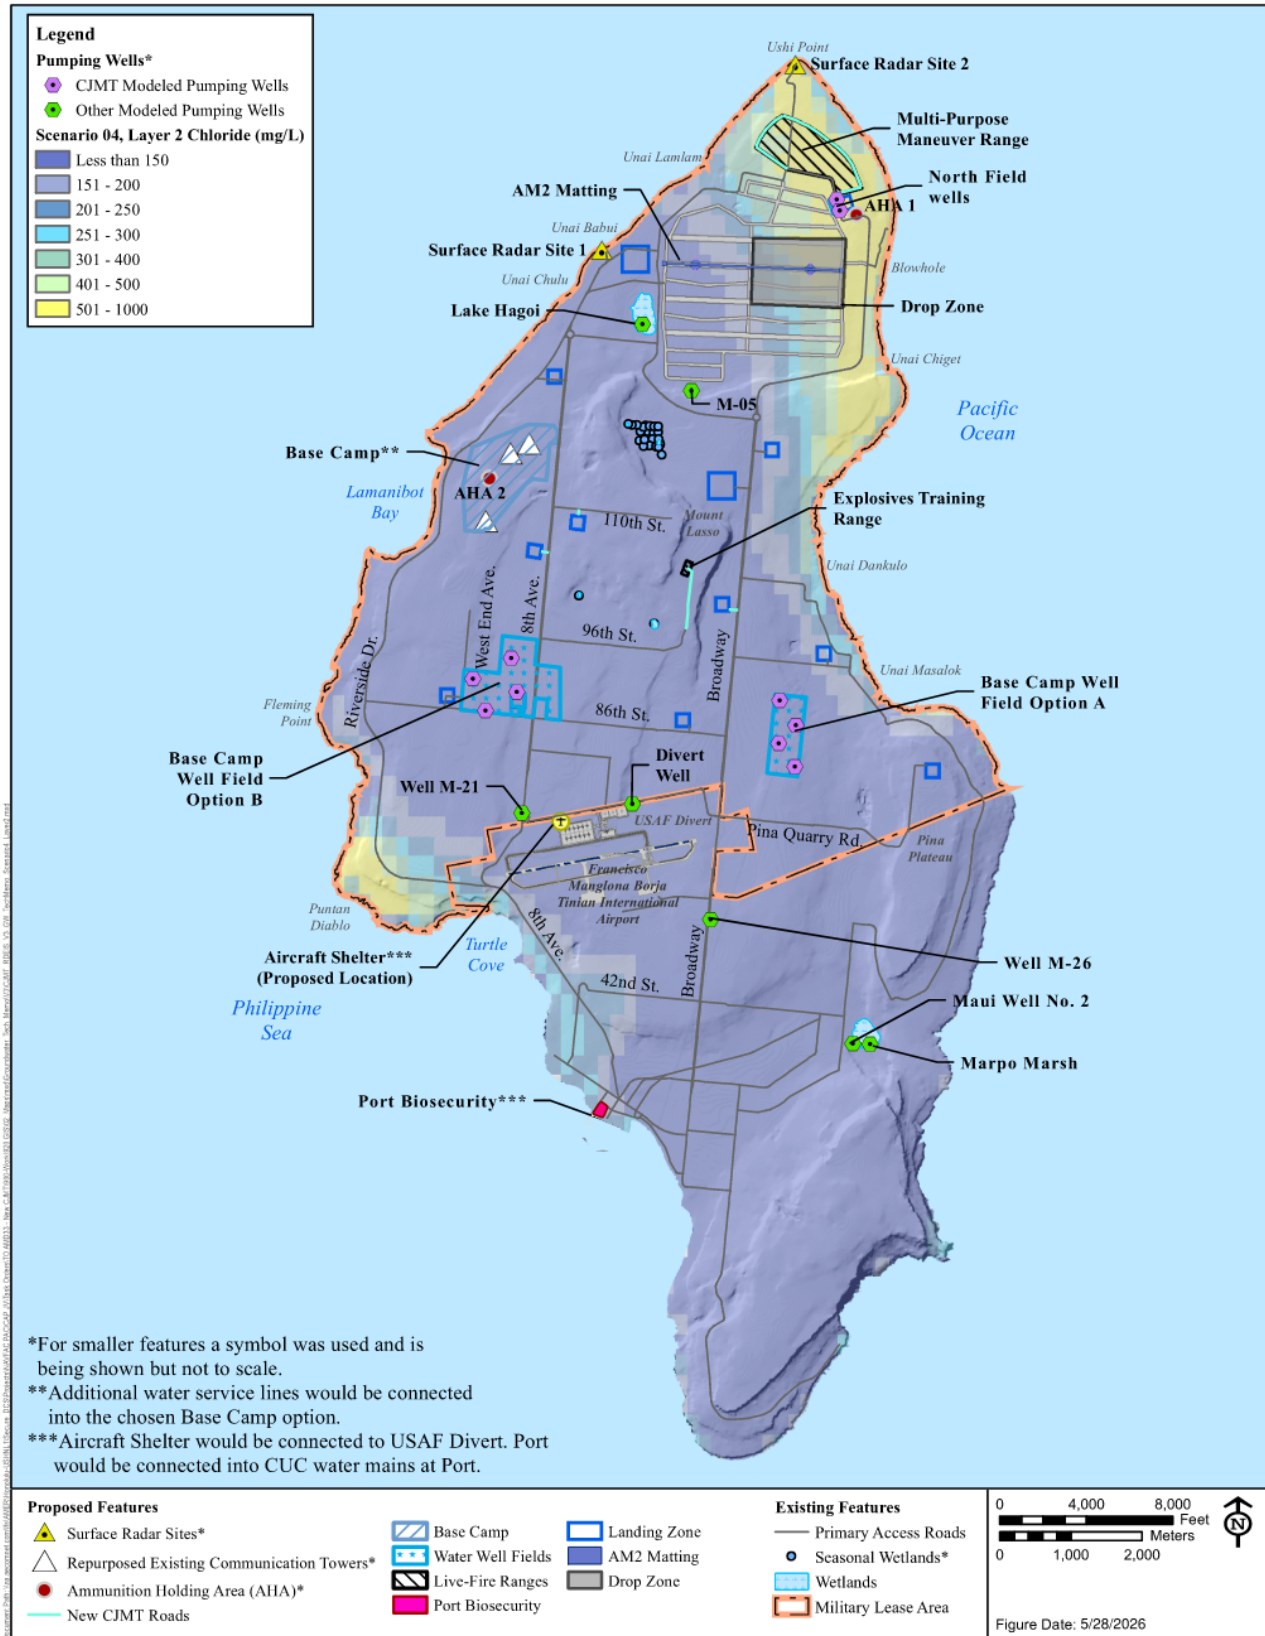 Legend
Pumping Wells*
CJMT Modeled Pumping Wells
Other Modeled Pumping Wells
Scenario 04, Layer 2 Chloride (mg/L)
Less than 150
151 - 200
201 - 250
251 - 300
301 - 400
401 - 500
501 - 1000
Ushi Point
Surface Radar Site 2
Multi-Purpose
Maneuver Range
Unai Lamlam
North Field
wells
AM2 Matting
AHA 1
Unai Babui
Surface Radar Site 1
Blowhole
Unai Chulu
Lake Hagoi
Drop Zone
Unai Chiget
M-05
Pacific
Ocean
Base Camp**
AHA 2
Lamanibot
Bay
Explosives Training
Range
Mount
Lasso
110th St.
Unai Dankulo
West End Ave.
8th Ave.
96th St.
Broadway
Riverside Dr.
Unai Masalok
Base Camp Well
Field Option A
Fleming
Point
86th St.
Base Camp
Well Field
Option B
Divert
Well
Well M-21
USAF Divert
Pina Quarry Rd.
Pina
Plateau
Francisco
Manglona Borja
Tinian International
Airport
Puntan
Diablo
8th Ave.
Turtle
Cove
Aircraft Shelter***
(Proposed Location)
Broadway
Well M-26
42nd St.
Maui Well No. 2
Philippine
Sea
Marpo Marsh
Port Biosecurity***
*For smaller features a symbol was used and is
being shown but not to scale.
**Additional water service lines would be connected
into the chosen Base Camp option.
***Aircraft Shelter would be connected to USAF Divert. Port
would be connected into CUC water mains at Port.
Proposed Features
Surface Radar Sites*
Repurposed Existing Communication Towers*
Ammunition Holding Area (AHA)*
New CJMT Roads
Base Camp
Water Well Fields
Live-Fire Ranges
Port Biosecurity
Landing Zone
AM2 Matting
Drop Zone
Existing Features
Primary Access Roads
Seasonal Wetlands*
Wetlands
Military Lease Area
0 4,000 8,000
Feet
Meters
0 1,000 2,000
N
Figure Date: 5/28/2026